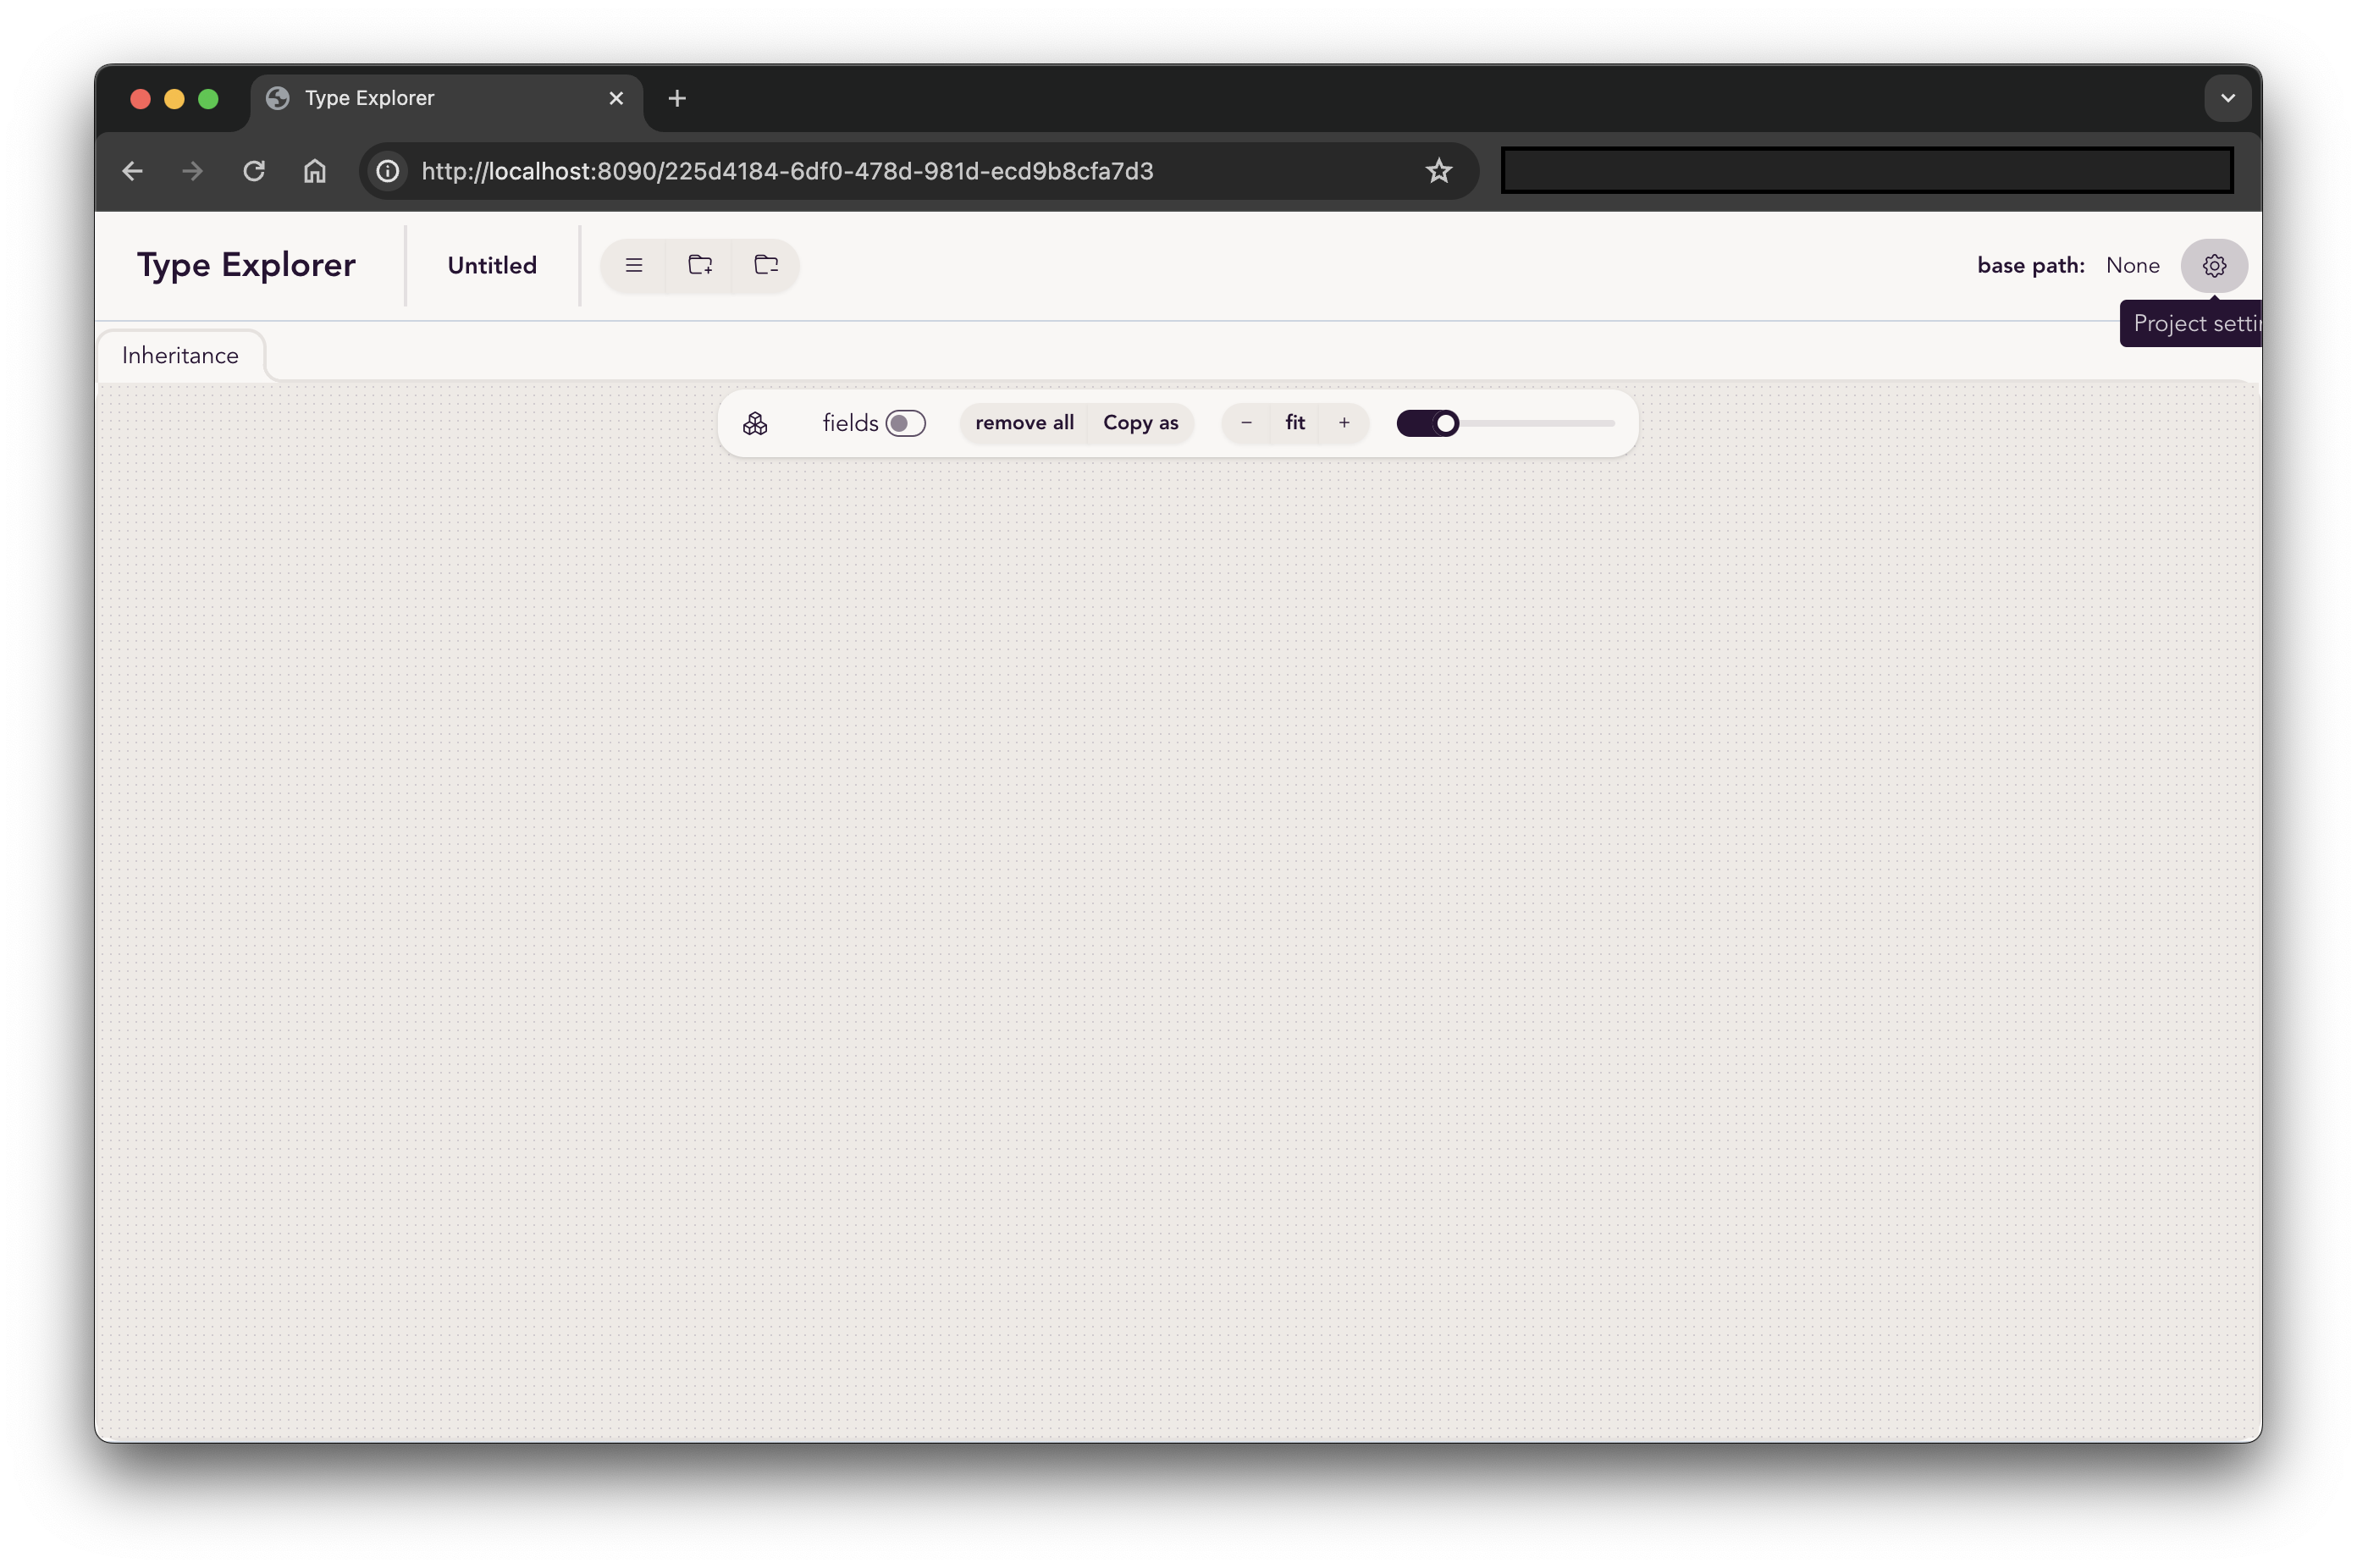 Type Explorer
http://localhost:8090/225d4184-6df0-478d-981d-ecd9b8cfa7d3
Type Explorer
Untitled
base path: None
Project setti
Inheritance
fields
remove all
Copy as
− fit +